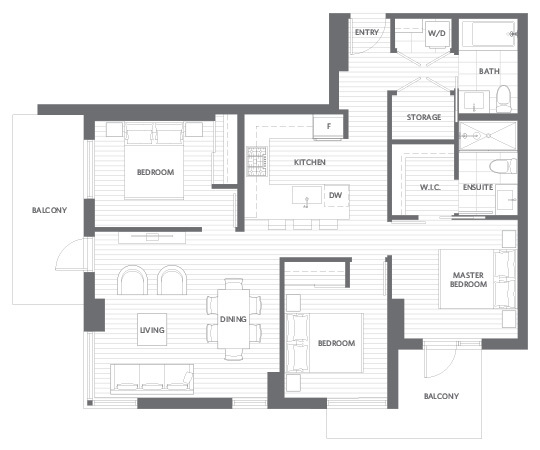 ENTRY
W/D
BATH
STORAGE
F
KITCHEN
BEDROOM
W.I.C.
ENSUITE
DW
BALCONY
MASTER
BEDROOM
LIVING
DINING
BEDROOM
BALCONY